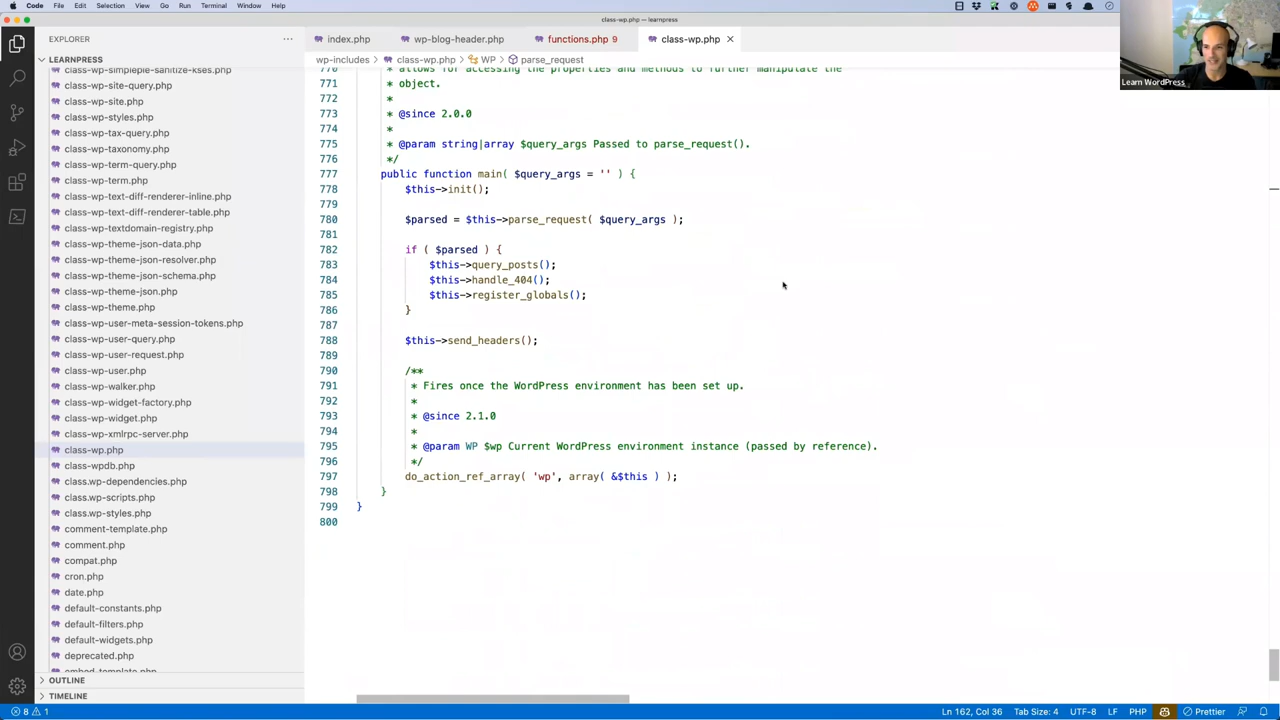 Code File Edit Selection View Go Run Terminal Window Help
class-wp.php — learnpress
Learn WordPress
EXPLORER
LEARNPRESS
class-wp-simplepie-sanitize-kses.php
class-wp-site-query.php
class-wp-site.php
class-wp-styles.php
class-wp-tax-query.php
class-wp-taxonomy.php
class-wp-term-query.php
class-wp-term.php
class-wp-text-diff-renderer-inline.php
class-wp-text-diff-renderer-table.php
class-wp-textdomain-registry.php
class-wp-theme-json-data.php
class-wp-theme-json-resolver.php
class-wp-theme-json-schema.php
class-wp-theme-json.php
class-wp-theme.php
class-wp-user-meta-session-tokens.php
class-wp-user-query.php
class-wp-user-request.php
class-wp-user.php
class-wp-walker.php
class-wp-widget-factory.php
class-wp-widget.php
class-wp-xmlrpc-server.php
class-wp.php
class-wpdb.php
class.wp-dependencies.php
class.wp-scripts.php
class.wp-styles.php
comment-template.php
comment.php
compat.php
cron.php
date.php
default-constants.php
default-filters.php
default-widgets.php
deprecated.php
embed-template.php
OUTLINE
TIMELINE
index.php wp-blog-header.php functions.php 9 class-wp.php
wp-includes > class-wp.php > WP > parse_request
770 * allows for accessing the properties and methods to further manipulate the
771 * object.
772 *
773 * @since 2.0.0
774 *
775 * @param string|array $query_args Passed to parse_request().
776 */
777 public function main( $query_args = '' ) {
778 $this->init();
779
780 $parsed = $this->parse_request( $query_args );
781
782 if ( $parsed ) {
783 $this->query_posts();
784 $this->handle_404();
785 $this->register_globals();
786 }
787
788 $this->send_headers();
789
790 /**
791 * Fires once the WordPress environment has been set up.
792 *
793 * @since 2.1.0
794 *
795 * @param WP $wp Current WordPress environment instance (passed by reference).
796 */
797 do_action_ref_array( 'wp', array( &$this ) );
798 }
799 }
800
8 1 Ln 162, Col 36 Tab Size: 4 UTF-8 LF PHP Prettier